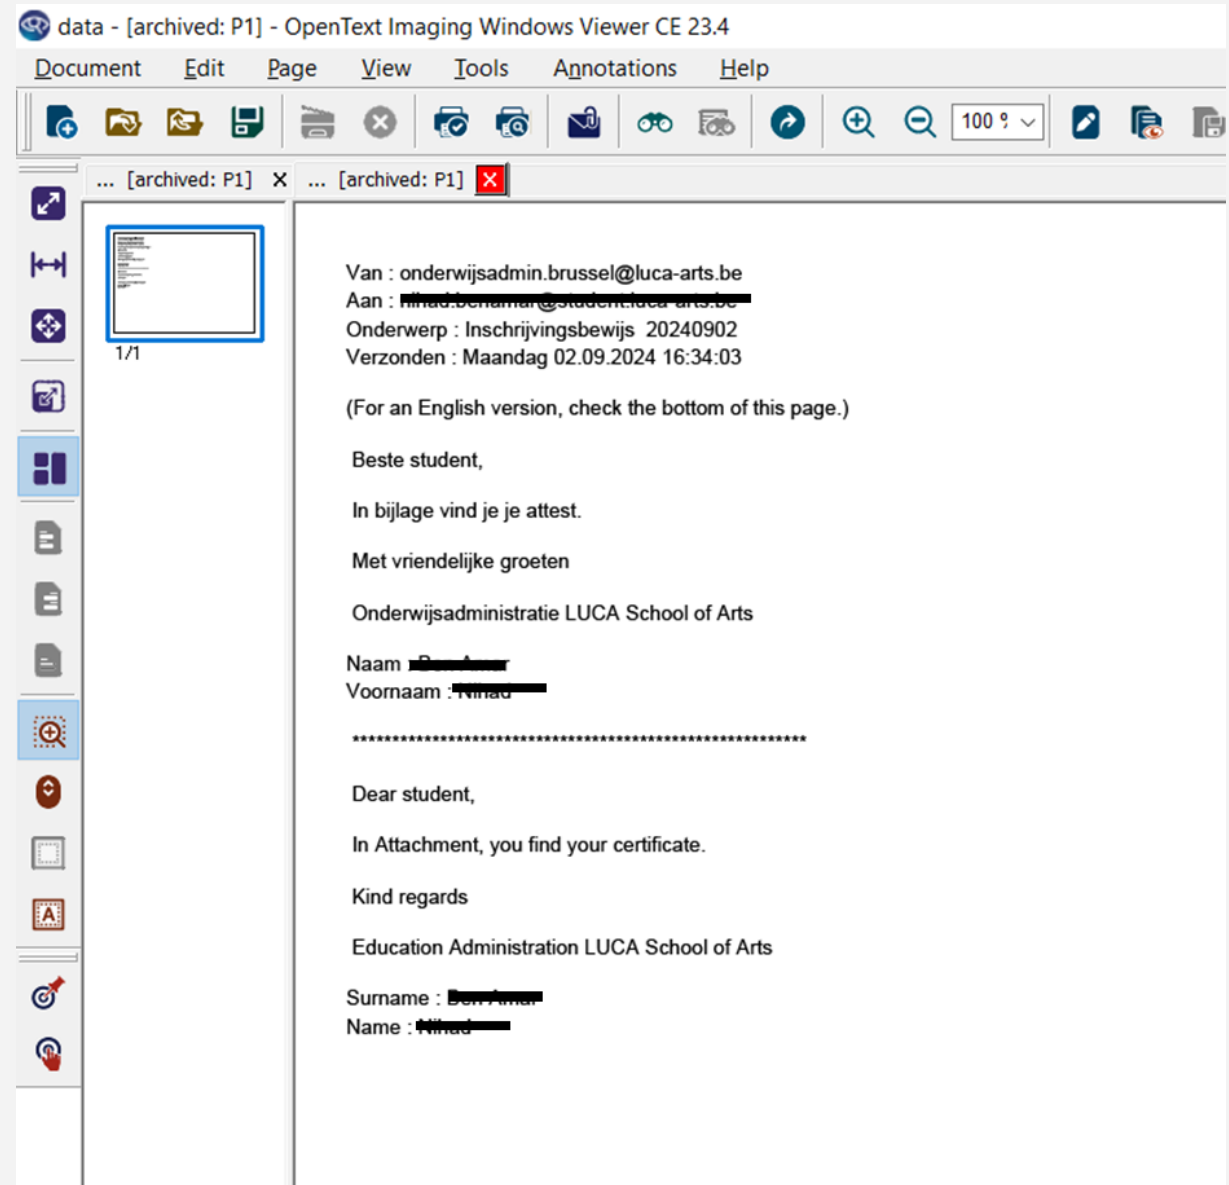 data - [archived: P1] - OpenText Imaging Windows Viewer CE 23.4
Document Edit Page View Tools Annotations Help
100 %
... [archived: P1] X ... [archived: P1] X
1/1
Van : onderwijsadmin.brussel@luca-arts.be
Aan :
Onderwerp : Inschrijvingsbewijs 20240902
Verzonden : Maandag 02.09.2024 16:34:03
(For an English version, check the bottom of this page.)
Beste student,
In bijlage vind je je attest.
Met vriendelijke groeten
Onderwijsadministratie LUCA School of Arts
Naam :
Voornaam :
*********************************************************
Dear student,
In Attachment, you find your certificate.
Kind regards
Education Administration LUCA School of Arts
Surname :
Name :